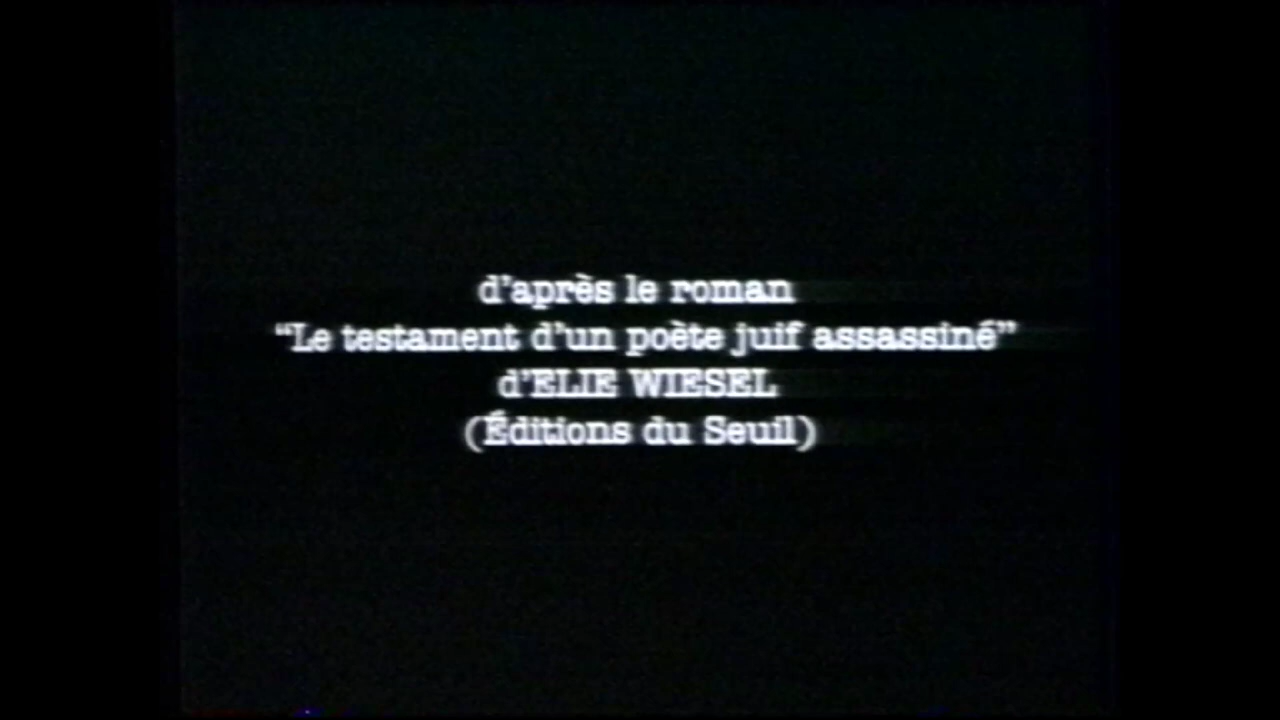 d'après le roman
“Le testament d'un poète juif assassiné”
d'ELIE WIESEL
(Éditions du Seuil)